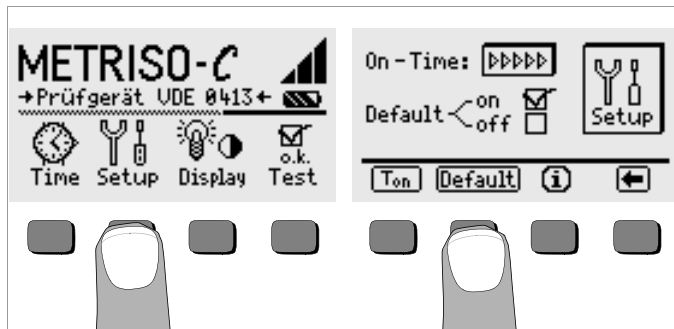 METRISO-C
→Prüfgerät VDE 0413←
Time Setup Display o.k. Test
On-Time: ▷▷▷▷▷
Default on
off
Setup
Ton Default i ←